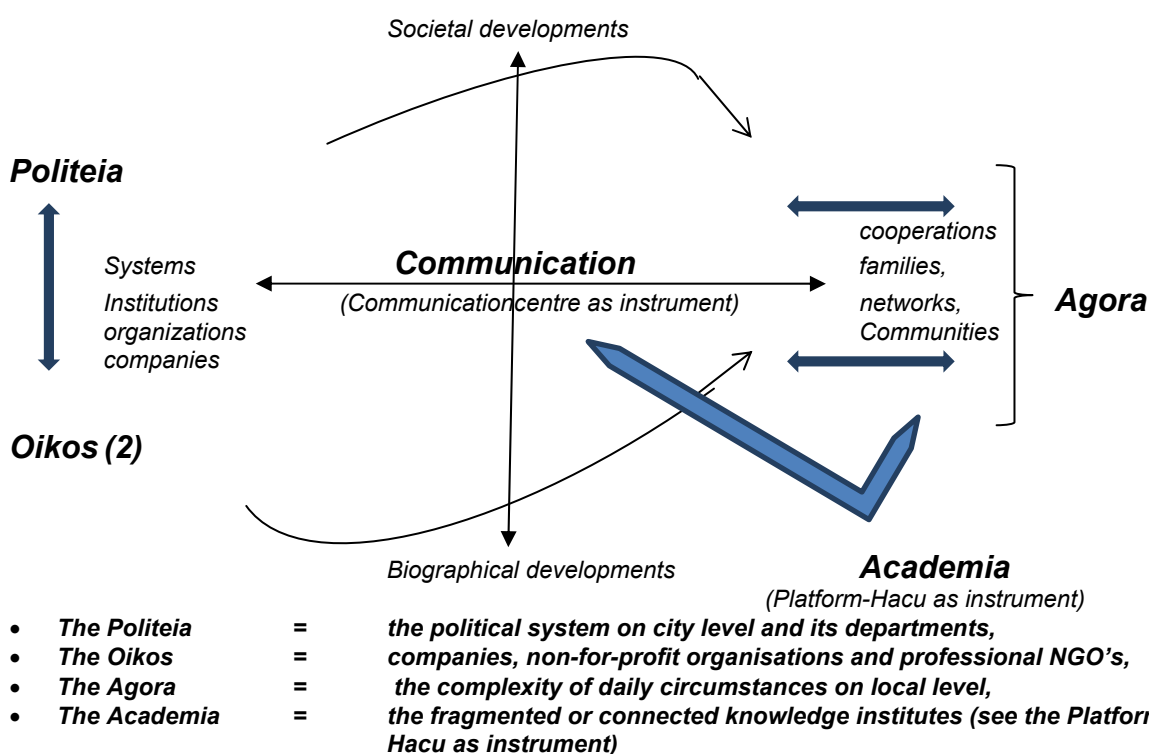 Societal developments
Politeia
Systems
Institutions
organizations
companies
Communication
(Communicationcentre as instrument)
cooperations
families,
networks,
Communities
Agora
Oikos (2)
Biographical developments
Academia
(Platform-Hacu as instrument)
• The Politeia = the political system on city level and its departments,
• The Oikos = companies, non-for-profit organisations and professional NGO's,
• The Agora = the complexity of daily circumstances on local level,
• The Academia = the fragmented or connected knowledge institutes (see the Platform
Hacu as instrument)